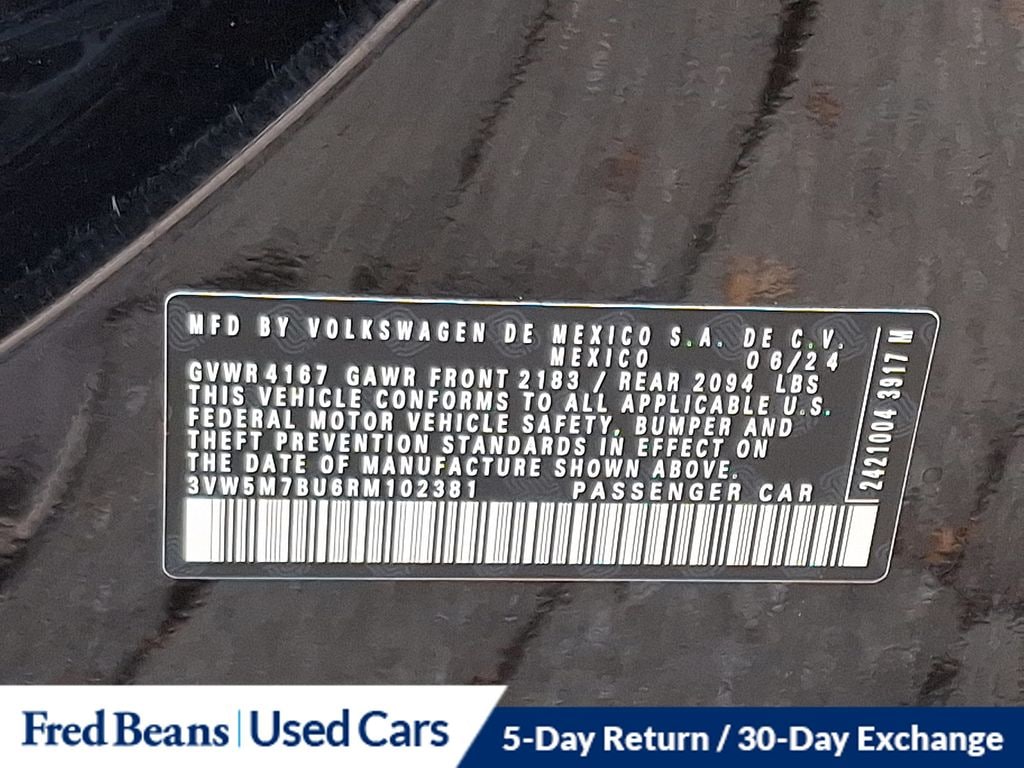 MFD BY VOLKSWAGEN DE MEXICO S.A. DE C.V.
MEXICO 06/24
GVWR 4167 GAWR FRONT 2183 / REAR 2094 LBS
THIS VEHICLE CONFORMS TO ALL APPLICABLE U.S.
FEDERAL MOTOR VEHICLE SAFETY, BUMPER AND
THEFT PREVENTION STANDARDS IN EFFECT ON
THE DATE OF MANUFACTURE SHOWN ABOVE.
3VW5M7BU6RM102381 PASSENGER CAR
2421004 3917 M
Fred Beans | Used Cars
5-Day Return / 30-Day Exchange